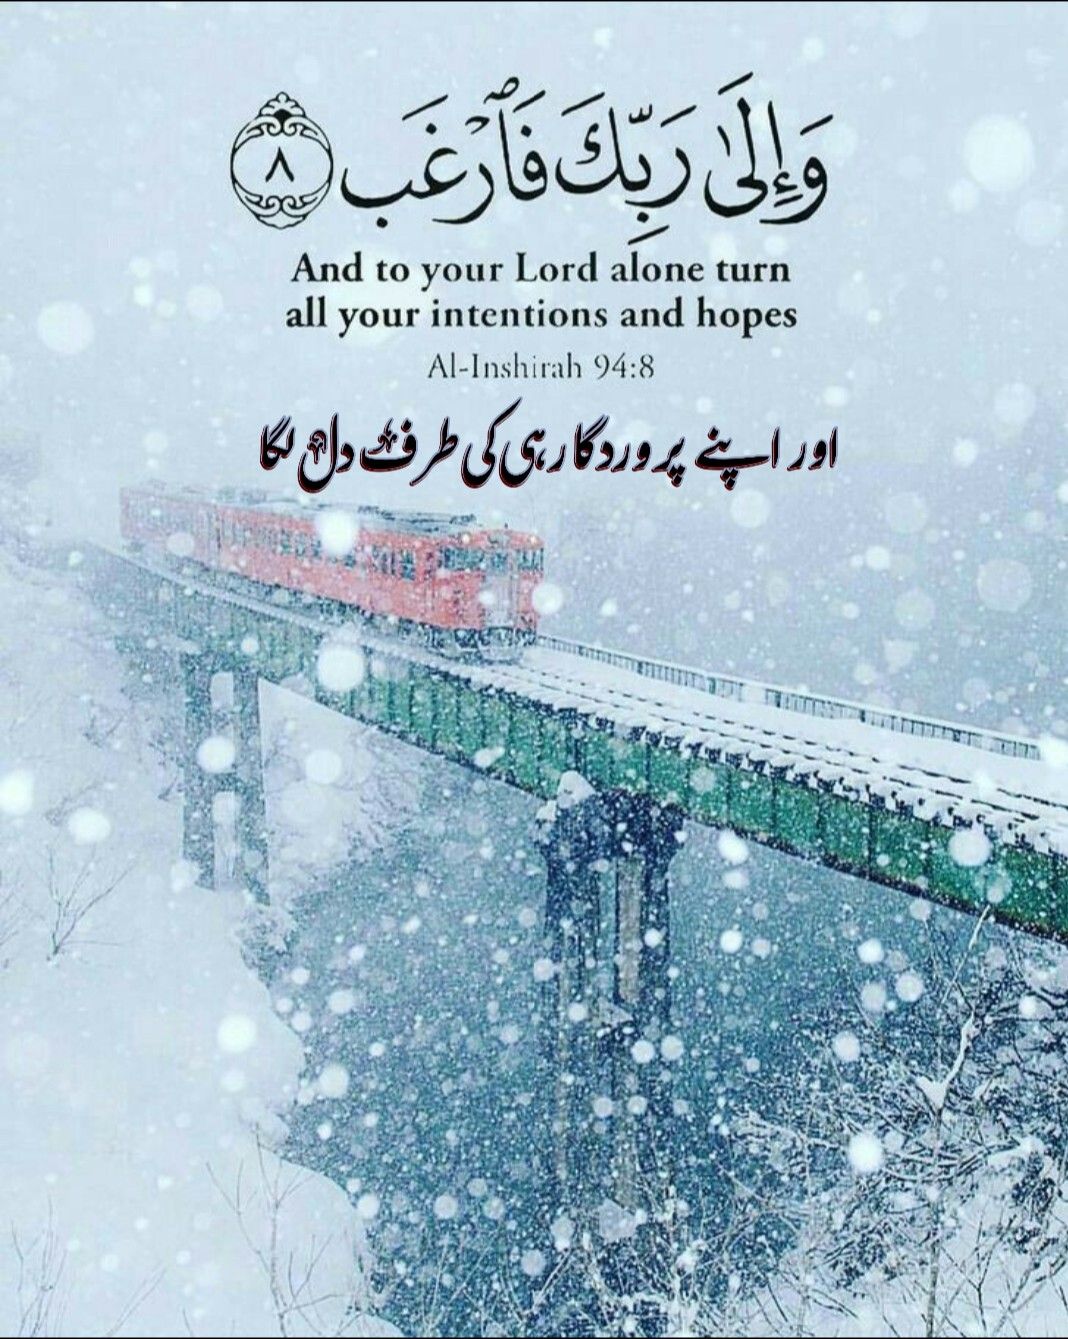 وَإِلَىٰ رَبِّكَ فَٱرْغَب ٨
And to your Lord alone turn
all your intentions and hopes
Al-Inshirah 94:8
اور اپنے پروردگار ہی کی طرف دل لگا